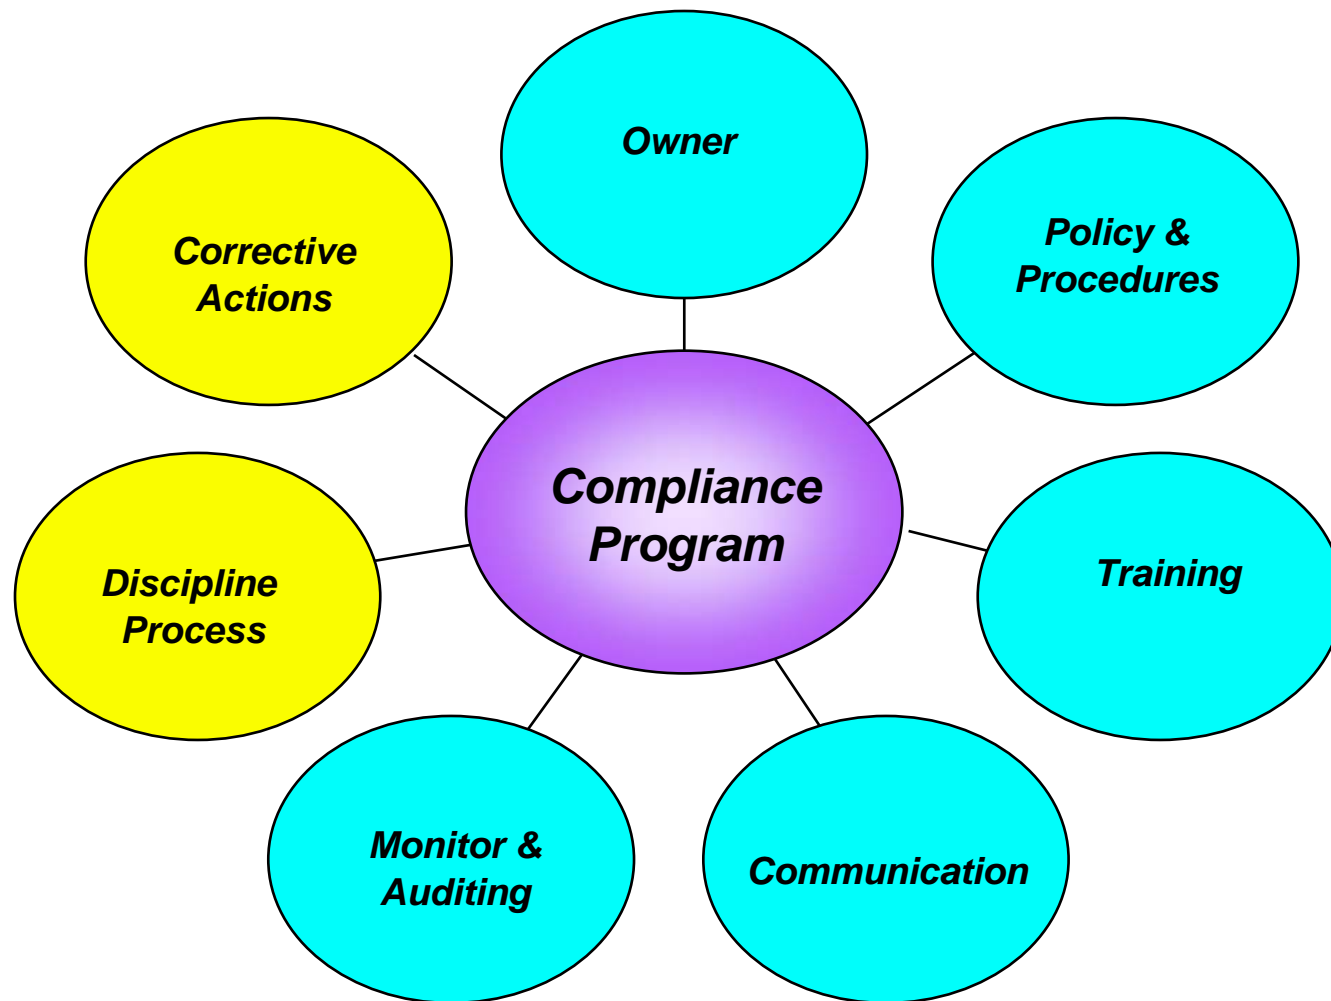 Owner
Policy &
Procedures
Corrective
Actions
Compliance
Program
Training
Discipline
Process
Monitor &
Auditing
Communication